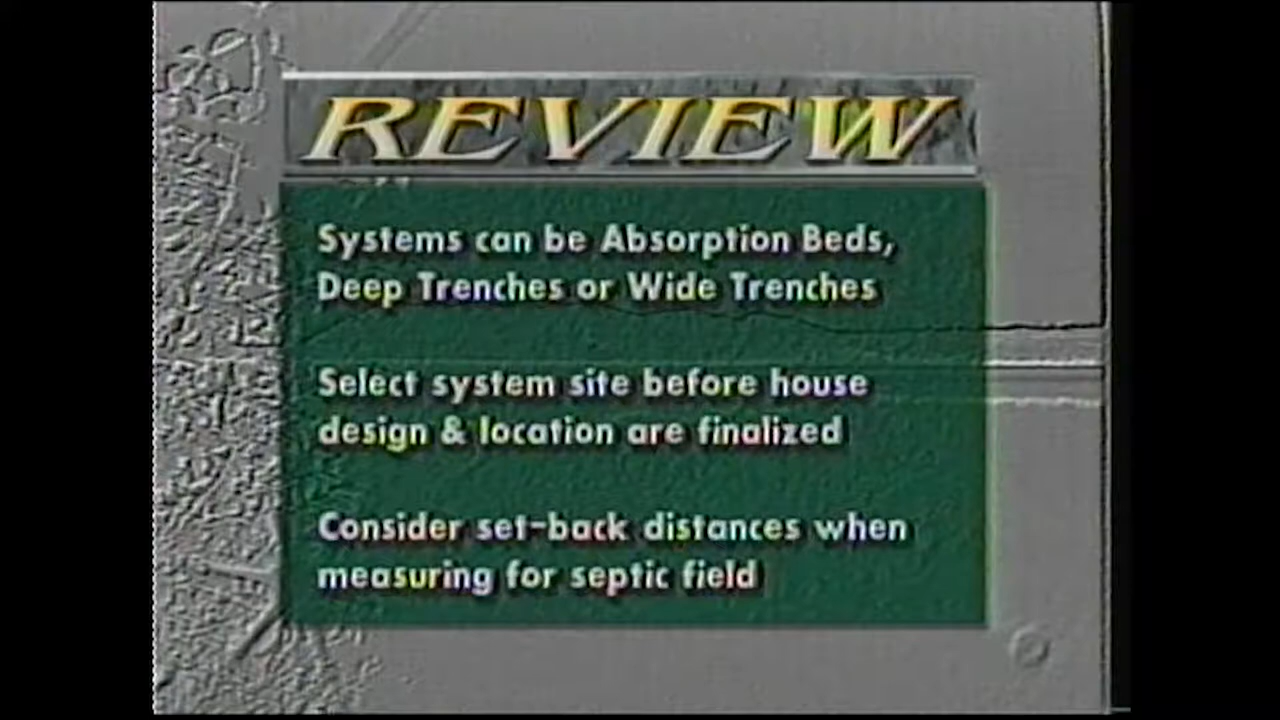 REVIEW
Systems can be Absorption Beds,
Deep Trenches or Wide Trenches
Select system site before house
design & location are finalized
Consider set-back distances when
measuring for septic field